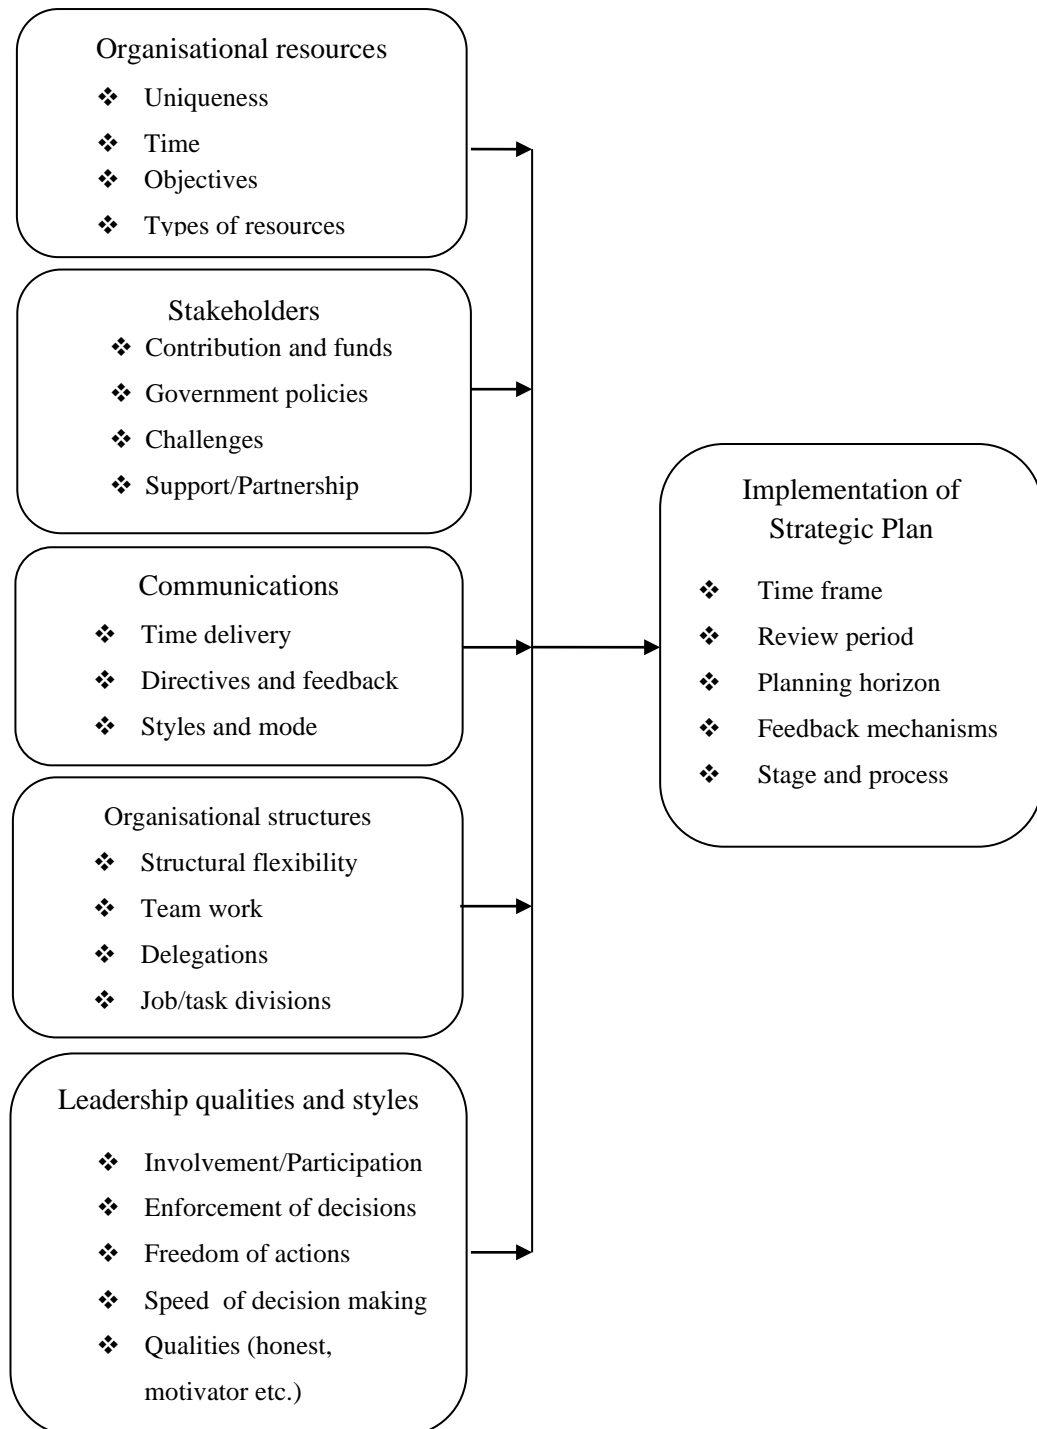 Organisational resources
❖ Uniqueness
❖ Time
❖ Objectives
❖ Types of resources
Stakeholders
❖ Contribution and funds
❖ Government policies
❖ Challenges
❖ Support/Partnership
Communications
❖ Time delivery
❖ Directives and feedback
❖ Styles and mode
Organisational structures
❖ Structural flexibility
❖ Team work
❖ Delegations
❖ Job/task divisions
Leadership qualities and styles
❖ Involvement/Participation
❖ Enforcement of decisions
❖ Freedom of actions
❖ Speed of decision making
❖ Qualities (honest,
motivator etc.)
Implementation of
Strategic Plan
❖ Time frame
❖ Review period
❖ Planning horizon
❖ Feedback mechanisms
❖ Stage and process